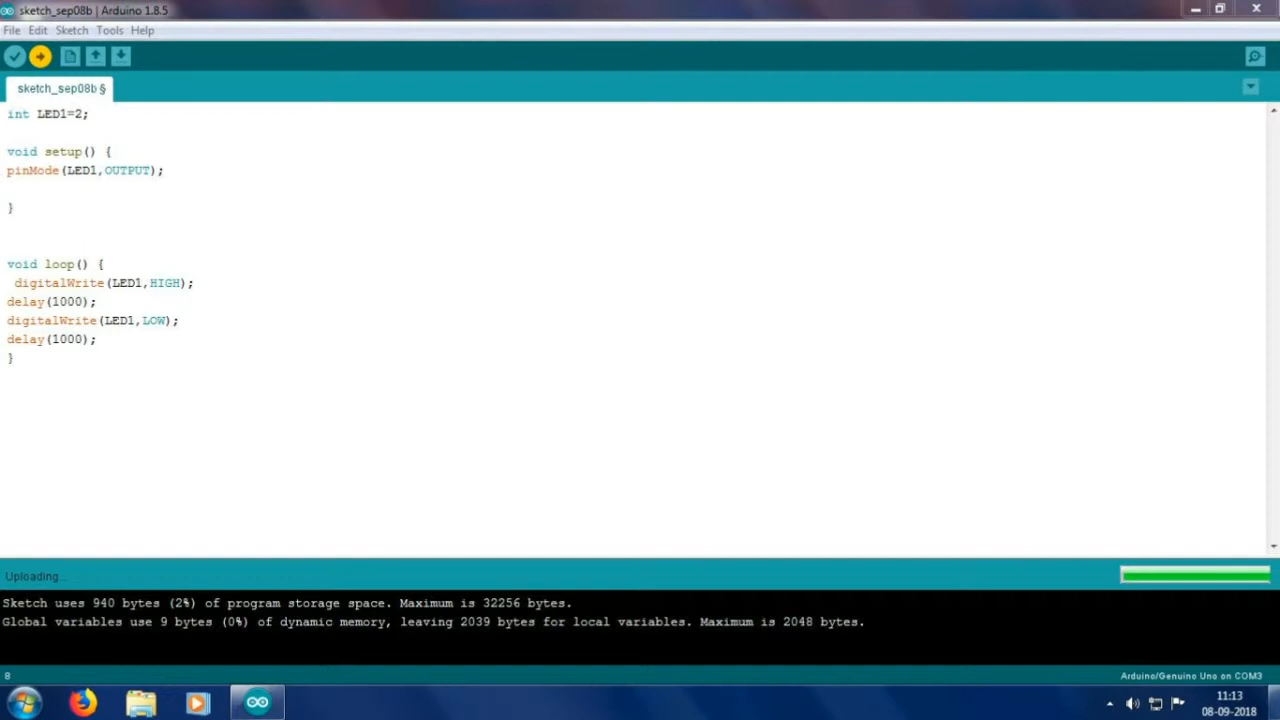 sketch_sep08b | Arduino 1.8.5
File Edit Sketch Tools Help
sketch_sep08b §
int LED1=2;
void setup() {
pinMode(LED1,OUTPUT);
}
void loop() {
digitalWrite(LED1,HIGH);
delay(1000);
digitalWrite(LED1,LOW);
delay(1000);
}
Uploading...
Sketch uses 940 bytes (2%) of program storage space. Maximum is 32256 bytes.
Global variables use 9 bytes (0%) of dynamic memory, leaving 2039 bytes for local variables. Maximum is 2048 bytes.
8 Arduino/Genuino Uno on COM3
11:13
08-09-2018